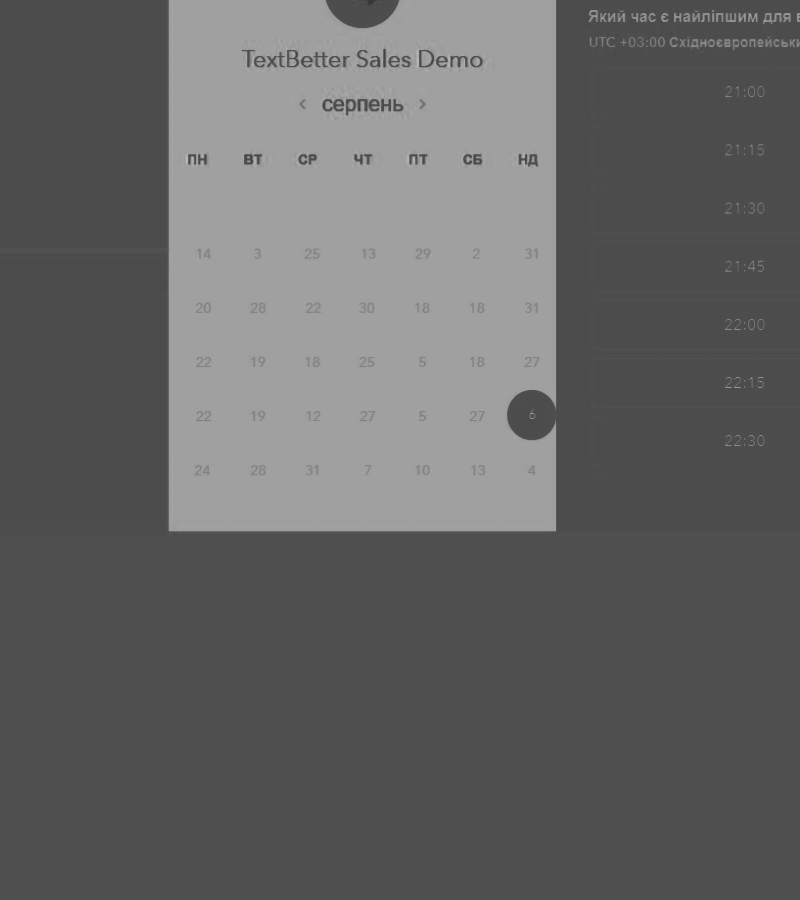 TextBetter Sales Demo
‹ серпень ›
ПН ВТ СР ЧТ ПТ СБ НД
14 3 25 13 29 2 31
20 28 22 30 18 18 31
22 19 18 25 5 18 27
22 19 12 27 5 27 6
24 28 31 7 10 13 4
Який час є найліпшим для
UTC +03:00
21:00
21:15
21:30
21:45
22:00
22:15
22:30